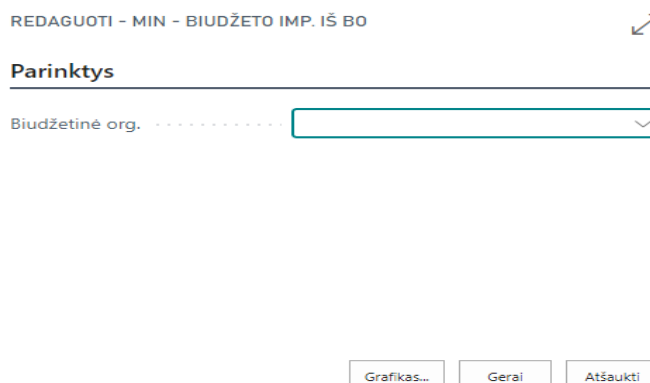 REDAGUOTI - MIN - BIUDŽETO IMP. IŠ BO
Parinktys
Biudžetinė org.
Grafikas... Gerai Atšaukti